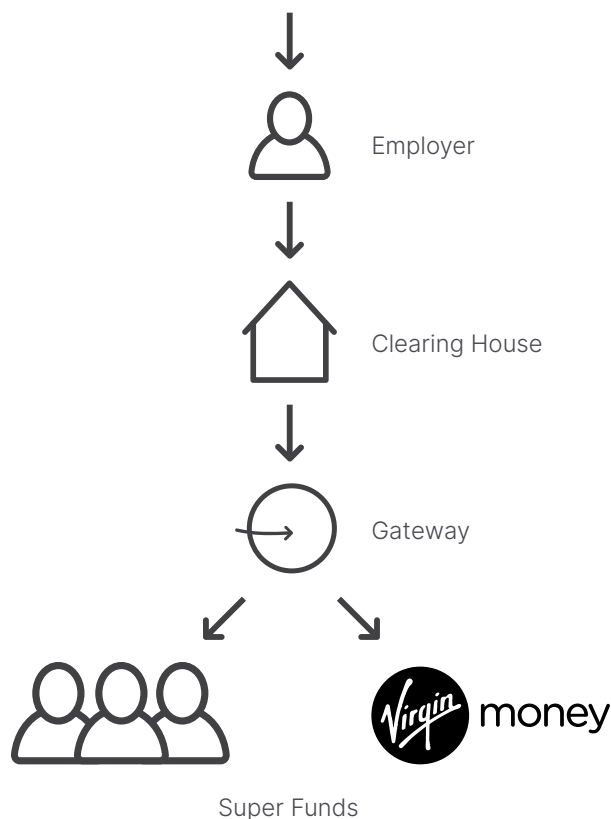 Employer
Clearing House
Gateway
Virgin money
Super Funds